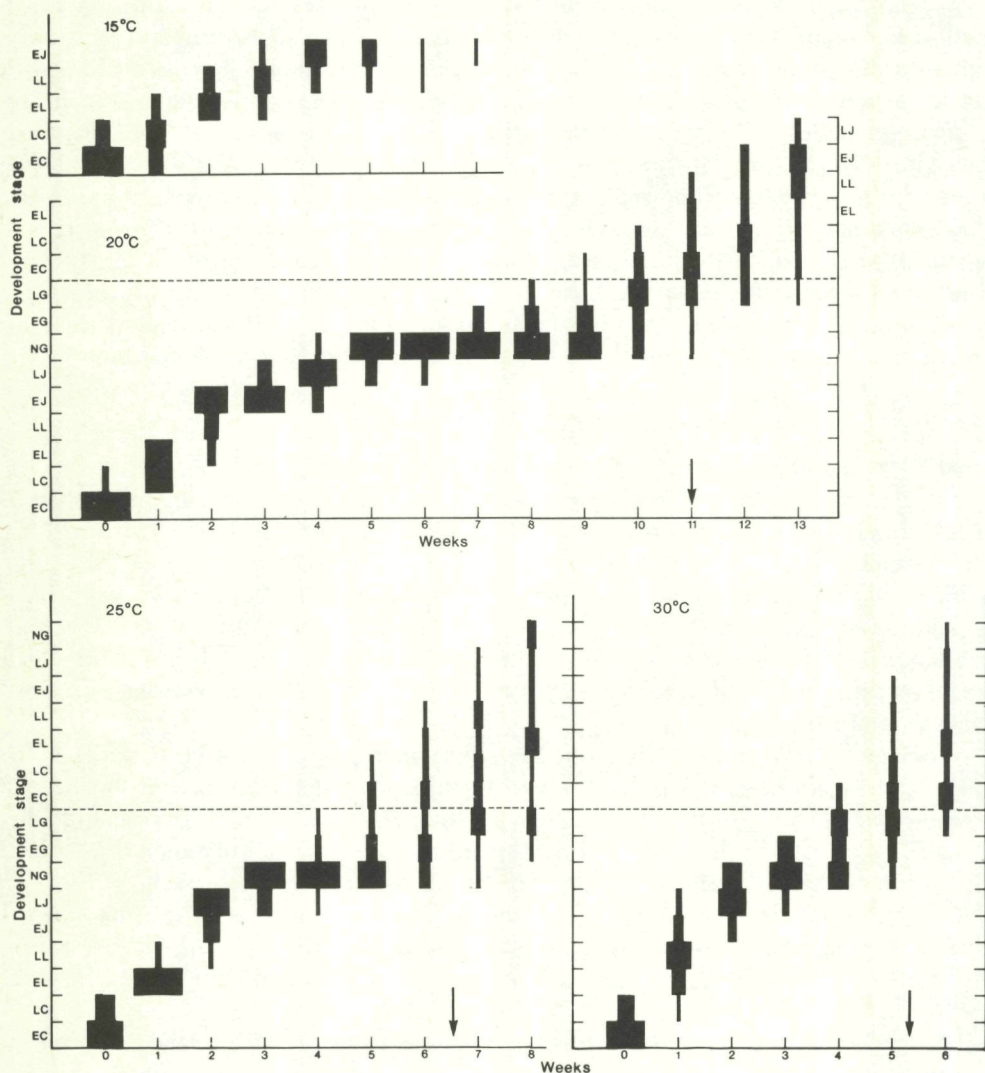 15°C
EJ
LL
EL
LC
EC
Development stage
20°C
EL
LC
EC
LG
EG
NG
LJ
EJ
LL
EL
LC
EC
LJ
EJ
LL
EL
0 1 2 3 4 5 6 7 8 9 10 11 12 13
Weeks
25°C
30°C
Development stage
NG
LJ
EJ
LL
EL
LC
EC
LG
EG
NG
LJ
EJ
LL
EL
LC
EC
0 1 2 3 4 5 6 7 8
0 1 2 3 4 5 6
Weeks